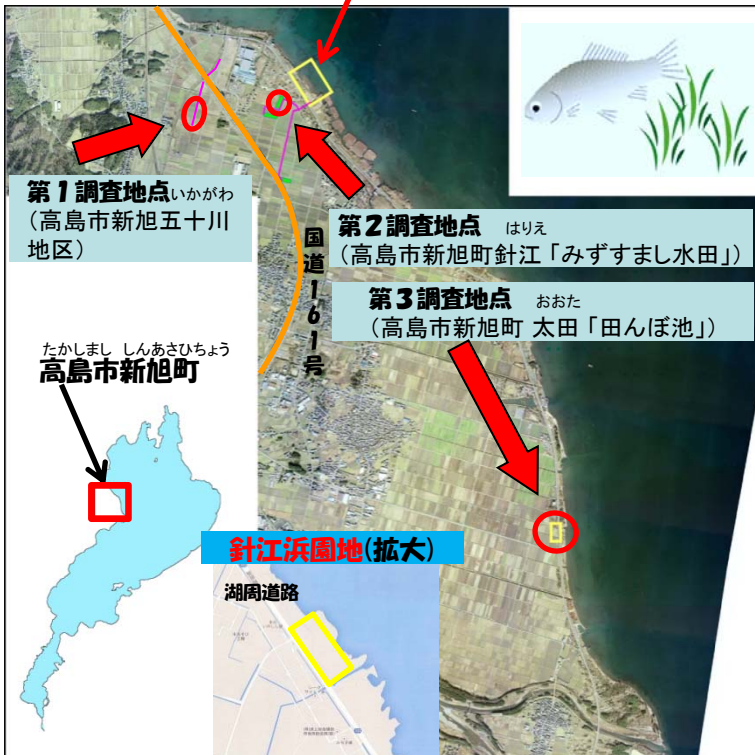 第1調査地点いかがわ
(高島市新旭五十川
地区)
第2調査地点 はりえ
(高島市新旭町針江「みずすまし水田」)
国道161号
第3調査地点 おおた
(高島市新旭町 太田「田んぼ池」)
たかしまし しんあさひちょう
高島市新旭町
針江浜園地(拡大)
湖周道路